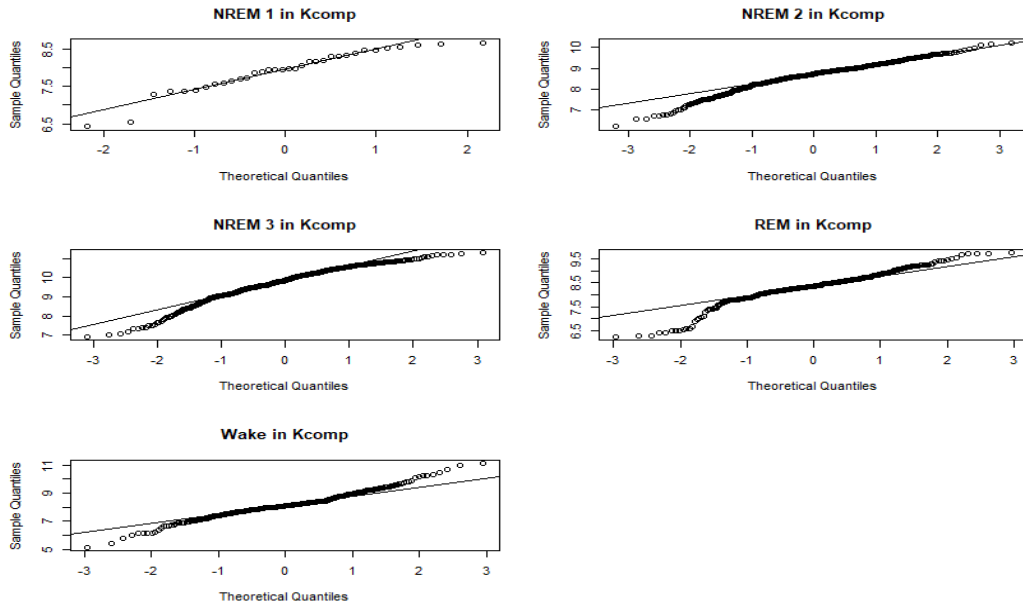 NREM 1 in Kcomp
Sample Quantiles
6.5 7.5 8.5
-2 -1 0 1 2
Theoretical Quantiles
NREM 2 in Kcomp
Sample Quantiles
7 8 9 10
-3 -2 -1 0 1 2 3
Theoretical Quantiles
NREM 3 in Kcomp
Sample Quantiles
7 8 9 10
-3 -2 -1 0 1 2 3
Theoretical Quantiles
REM in Kcomp
Sample Quantiles
6.5 7.5 8.5 9.5
-3 -2 -1 0 1 2 3
Theoretical Quantiles
Wake in Kcomp
Sample Quantiles
5 7 9 11
-3 -2 -1 0 1 2 3
Theoretical Quantiles